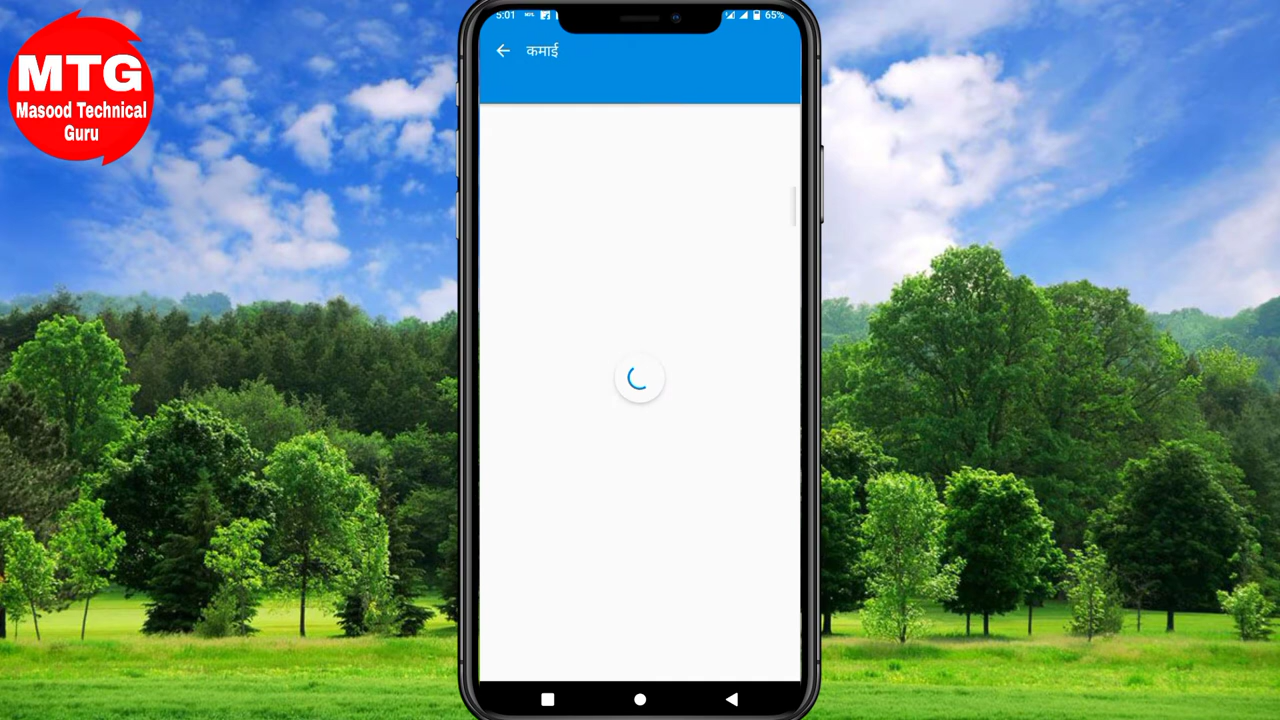 MTG
Masood Technical
Guru
5:01
65%
कमाई